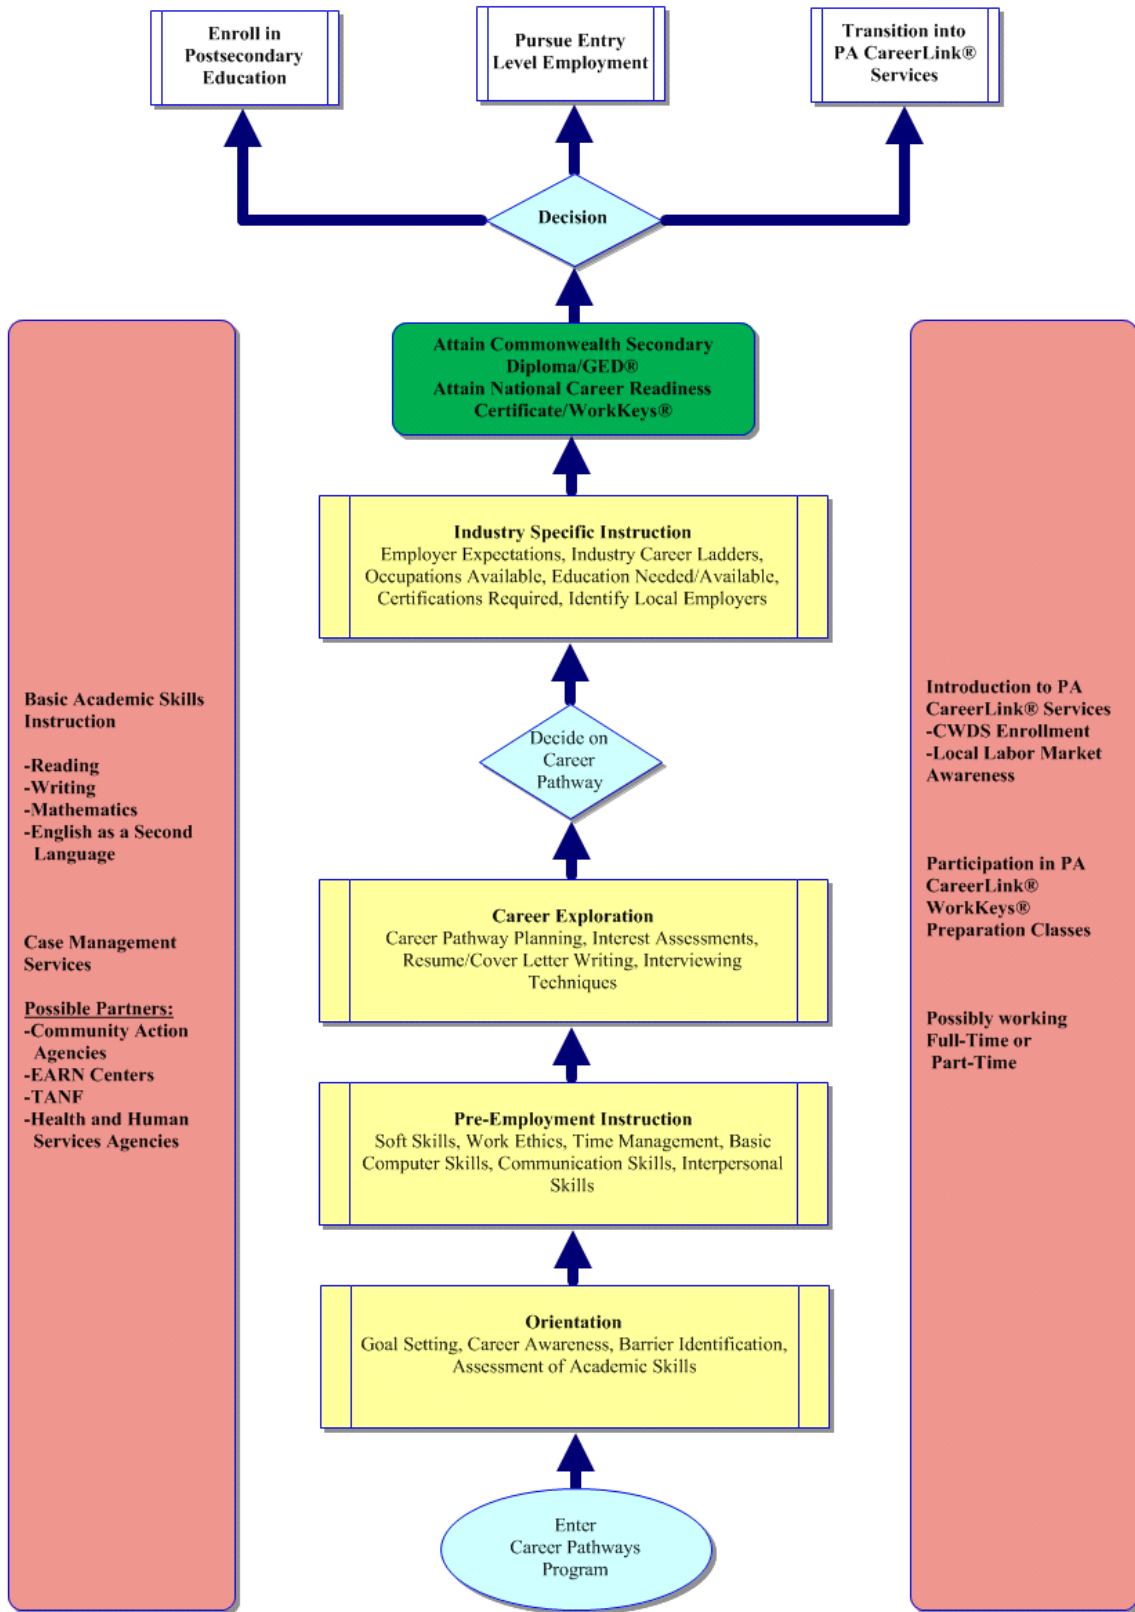 Enroll in
Postsecondary
Education
Pursue Entry
Level Employment
Transition into
PA CareerLink®
Services
Decision
Attain Commonwealth Secondary
Diploma/GED®
Attain National Career Readiness
Certificate/WorkKeys®
Industry Specific Instruction
Employer Expectations, Industry Career Ladders,
Occupations Available, Education Needed/Available,
Certifications Required, Identify Local Employers
Decide on
Career
Pathway
Career Exploration
Career Pathway Planning, Interest Assessments,
Resume/Cover Letter Writing, Interviewing
Techniques
Pre-Employment Instruction
Soft Skills, Work Ethics, Time Management, Basic
Computer Skills, Communication Skills, Interpersonal
Skills
Orientation
Goal Setting, Career Awareness, Barrier Identification,
Assessment of Academic Skills
Enter
Career Pathways
Program
Basic Academic Skills
Instruction
-Reading
-Writing
-Mathematics
-English as a Second
Language
Case Management
Services
Possible Partners:
-Community Action
Agencies
-EARN Centers
-TANF
-Health and Human
Services Agencies
Introduction to PA
CareerLink® Services
-CWDS Enrollment
-Local Labor Market
Awareness
Participation in PA
CareerLink®
WorkKeys®
Preparation Classes
Possibly working
Full-Time or
Part-Time